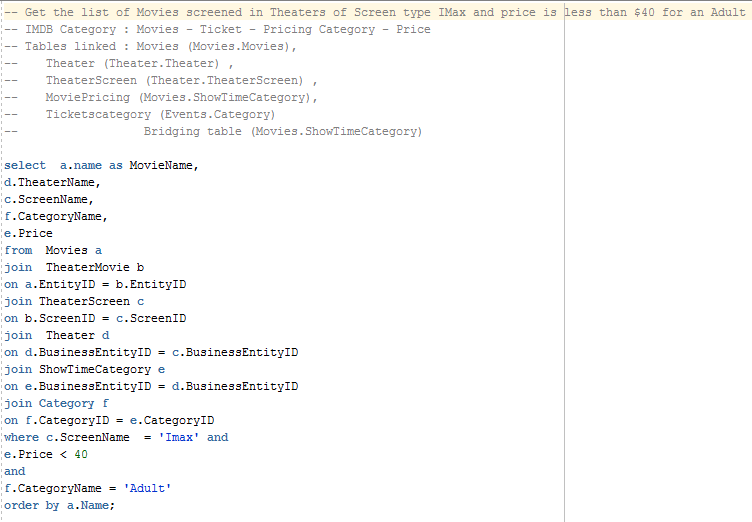 -- Get the list of Movies screened in Theaters of Screen type IMax and price is less than $40 for an Adult
-- IMDB Category : Movies - Ticket - Pricing Category - Price
-- Tables linked : Movies (Movies.Movies),
--    Theater (Theater.Theater) ,
--    TheaterScreen (Theater.TheaterScreen) ,
--    MoviePricing (Movies.ShowTimeCategory),
--    Ticketscategory (Events.Category)
--                  Bridging table (Movies.ShowTimeCategory)
select  a.name as MovieName,
d.TheaterName,
c.ScreenName,
f.CategoryName,
e.Price
from  Movies a
join  TheaterMovie b
on a.EntityID = b.EntityID
join TheaterScreen c
on b.ScreenID = c.ScreenID
join  Theater d
on d.BusinessEntityID = c.BusinessEntityID
join ShowTimeCategory e
on e.BusinessEntityID = d.BusinessEntityID
join Category f
on f.CategoryID = e.CategoryID
where c.ScreenName  = 'Imax' and
e.Price < 40
and
f.CategoryName = 'Adult'
order by a.Name;